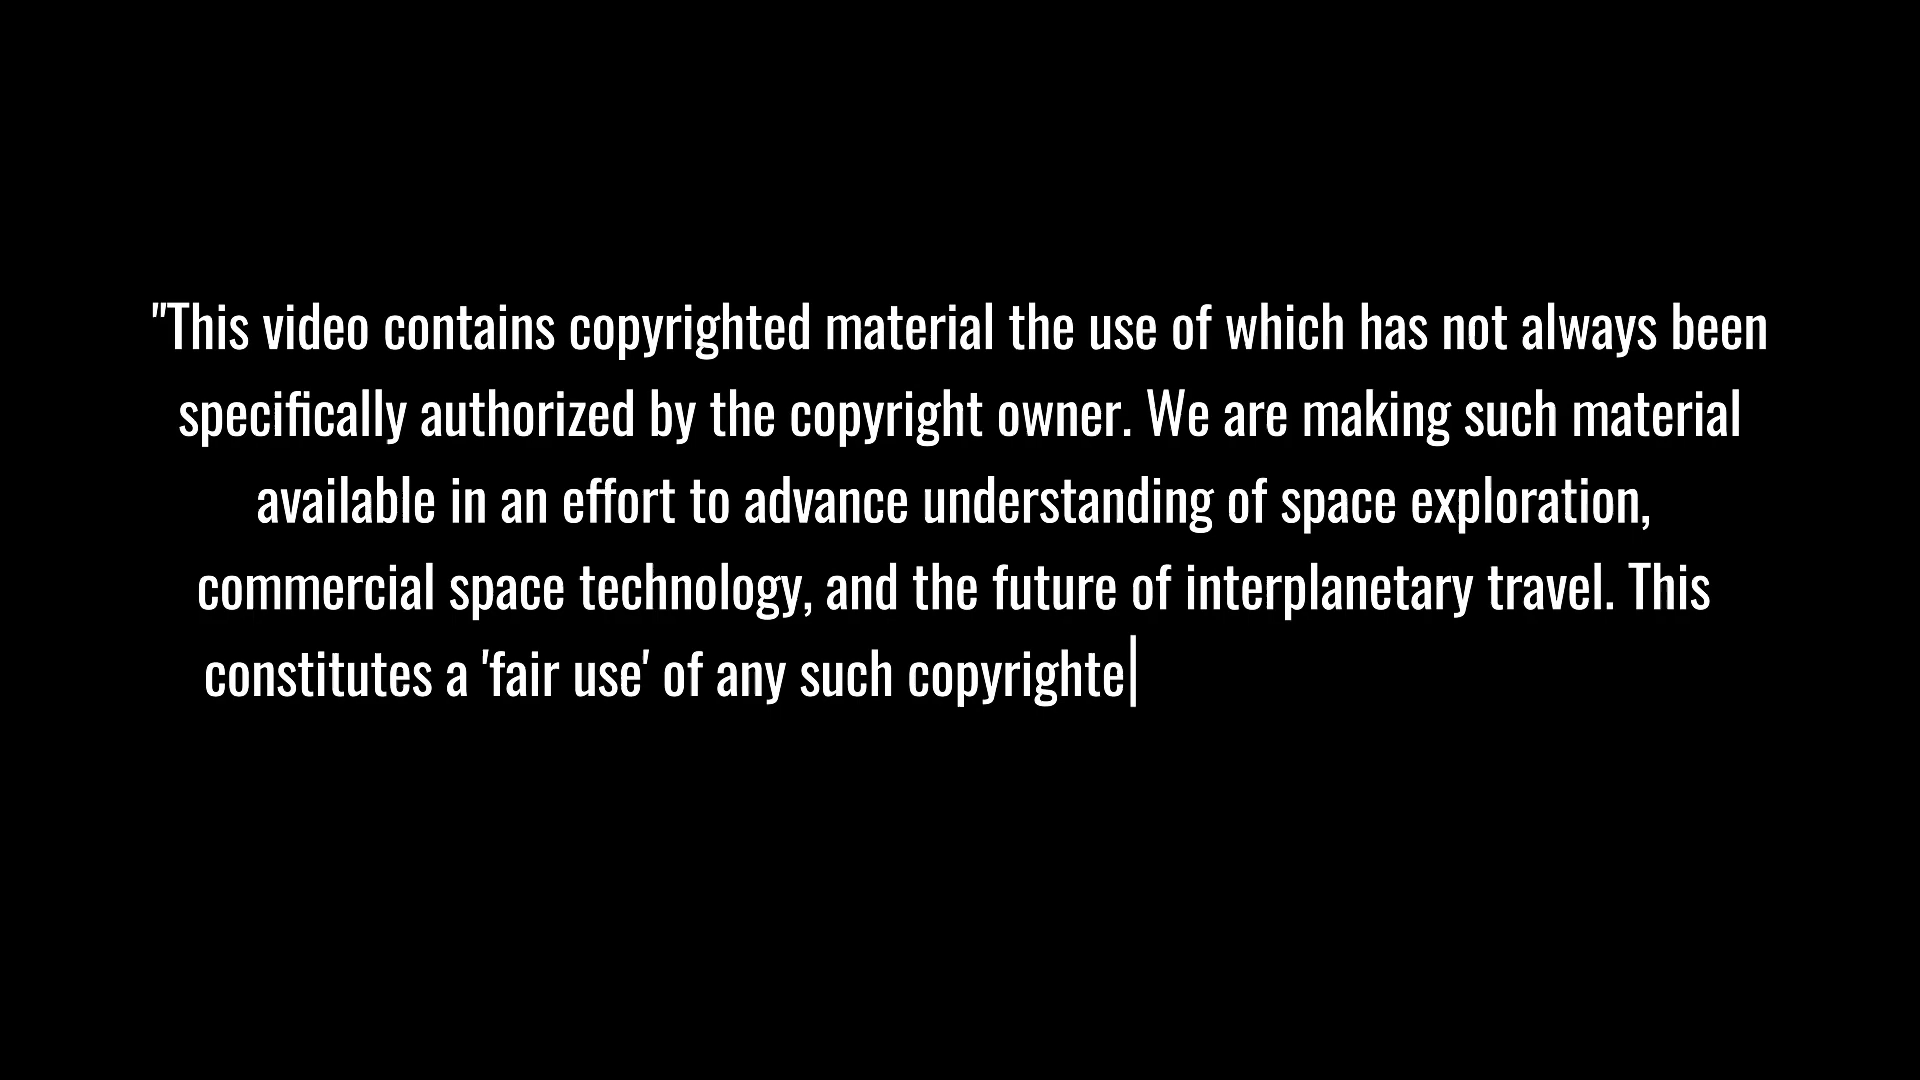 "This video contains copyrighted material the use of which has not always been
specifically authorized by the copyright owner. We are making such material
available in an effort to advance understanding of space exploration,
commercial space technology, and the future of interplanetary travel. This
constitutes a 'fair use' of any such copyrighte